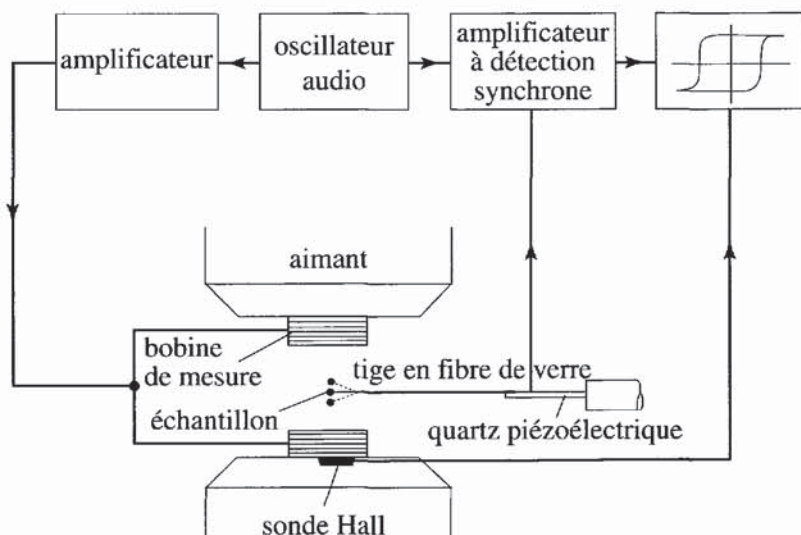 amplificateur
oscillateur
audio
amplificateur
à détection
synchrone
aimant
bobine
de mesure
tige en fibre de verre
échantillon
quartz piézoélectrique
sonde Hall